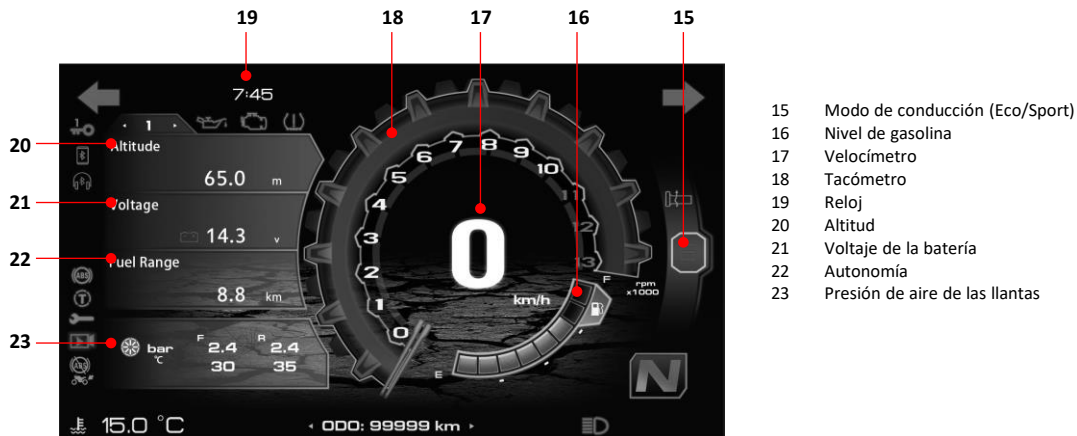 19 18 17 16 15
7:45
1
20 Altitude
65.0 m
21 Voltage
14.3 v
22 Fuel Range
8.8 km
23 bar °C F 2.4 R 2.4
30 35
ABS
T
ABS
0 1 2 3 4 5 6 7 8 9 10 11 12 13
0
km/h
rpm
x1000
F
E
N
15.0 °C
ODO: 99999 km
15 Modo de conducción (Eco/Sport)
16 Nivel de gasolina
17 Velocímetro
18 Tacómetro
19 Reloj
20 Altitud
21 Voltaje de la batería
22 Autonomía
23 Presión de aire de las llantas